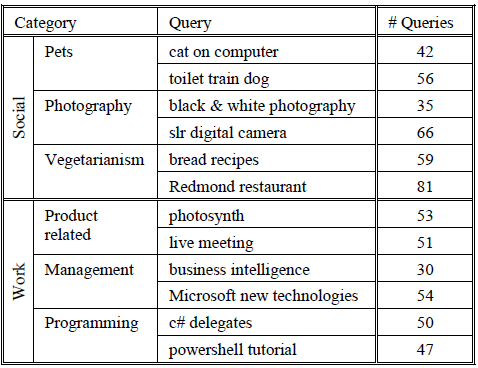 Category Query # Queries
Social
Pets cat on computer 42
toilet train dog 56
Photography black & white photography 35
slr digital camera 66
Vegetarianism bread recipes 59
Redmond restaurant 81
Work
Product related photosynth 53
live meeting 51
Management business intelligence 30
Microsoft new technologies 54
Programming c# delegates 50
powershell tutorial 47